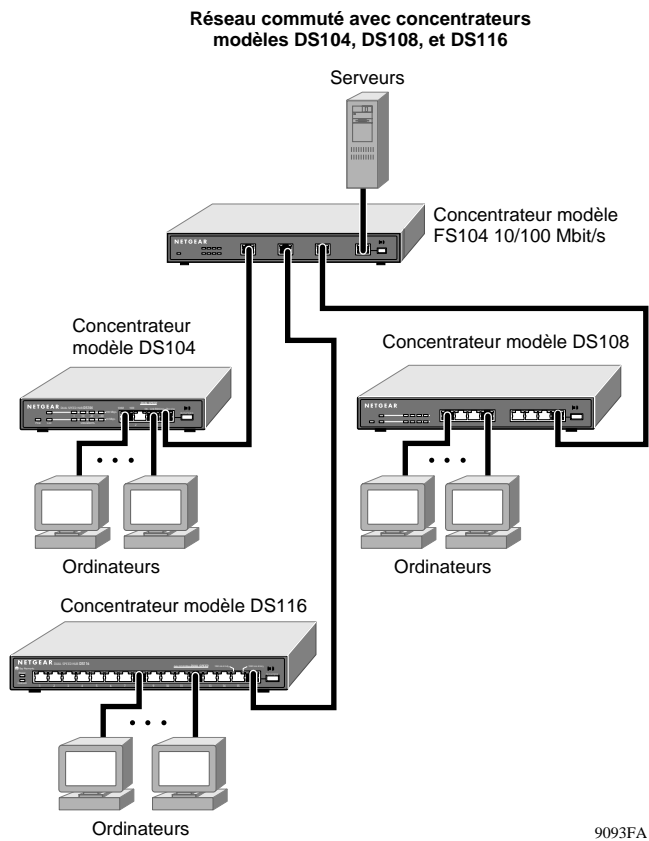 Réseau commuté avec concentrateurs
modèles DS104, DS108, et DS116
Serveurs
Concentrateur modèle
FS104 10/100 Mbit/s
NETGEAR
Concentrateur
modèle DS104
Concentrateur modèle DS108
NETGEAR
NETGEAR
Ordinateurs
Ordinateurs
Concentrateur modèle DS116
NETGEAR
Ordinateurs
9093FA